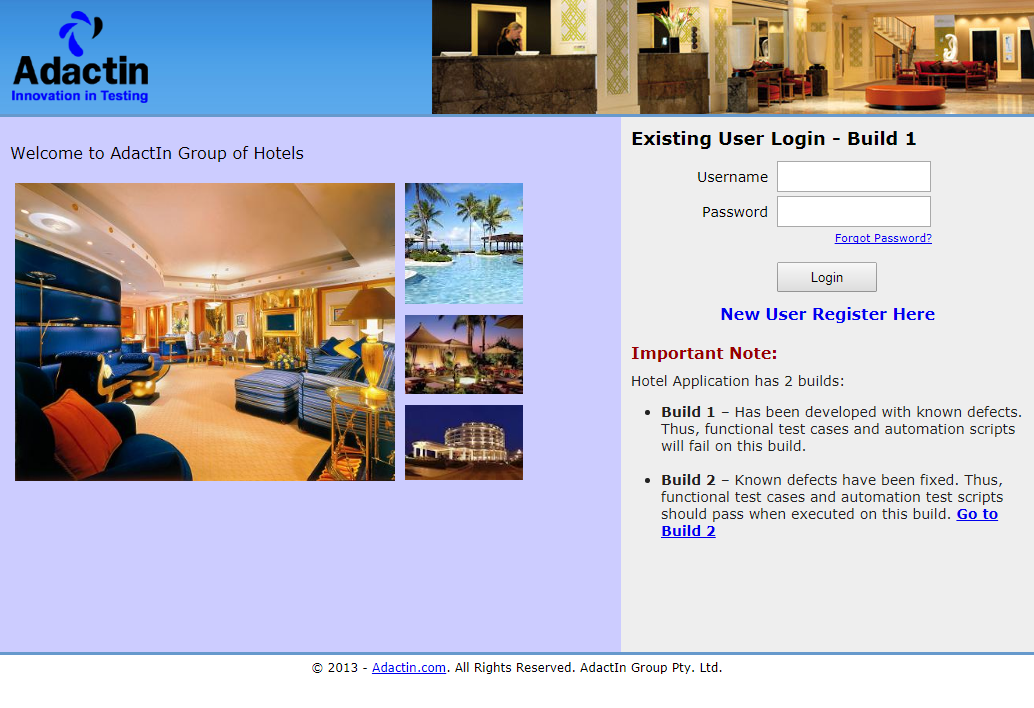 Adactin
Innovation in Testing
Welcome to AdactIn Group of Hotels
Existing User Login - Build 1
Username
Password
Forgot Password?
Login
New User Register Here
Important Note:
Hotel Application has 2 builds:
• Build 1 – Has been developed with known defects.
Thus, functional test cases and automation scripts
will fail on this build.
• Build 2 – Known defects have been fixed. Thus,
functional test cases and automation test scripts
should pass when executed on this build. Go to
Build 2
© 2013 - Adactin.com. All Rights Reserved. AdactIn Group Pty. Ltd.